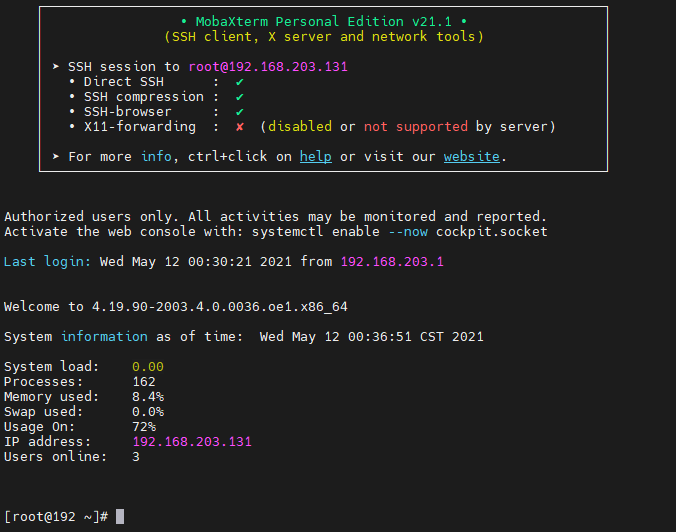 • MobaXterm Personal Edition v21.1 •
(SSH client, X server and network tools)
➤ SSH session to root@192.168.203.131
• Direct SSH      :  ✔
• SSH compression :  ✔
• SSH-browser     :  ✔
• X11-forwarding  :  ✘  (disabled or not supported by server)
➤ For more info, ctrl+click on help or visit our website.
Authorized users only. All activities may be monitored and reported.
Activate the web console with: systemctl enable --now cockpit.socket
Last login: Wed May 12 00:30:21 2021 from 192.168.203.1
Welcome to 4.19.90-2003.4.0.0036.oe1.x86_64
System information as of time:  Wed May 12 00:36:51 CST 2021
System load:    0.00
Processes:      162
Memory used:    8.4%
Swap used:      0.0%
Usage On:       72%
IP address:     192.168.203.131
Users online:   3
[root@192 ~]#